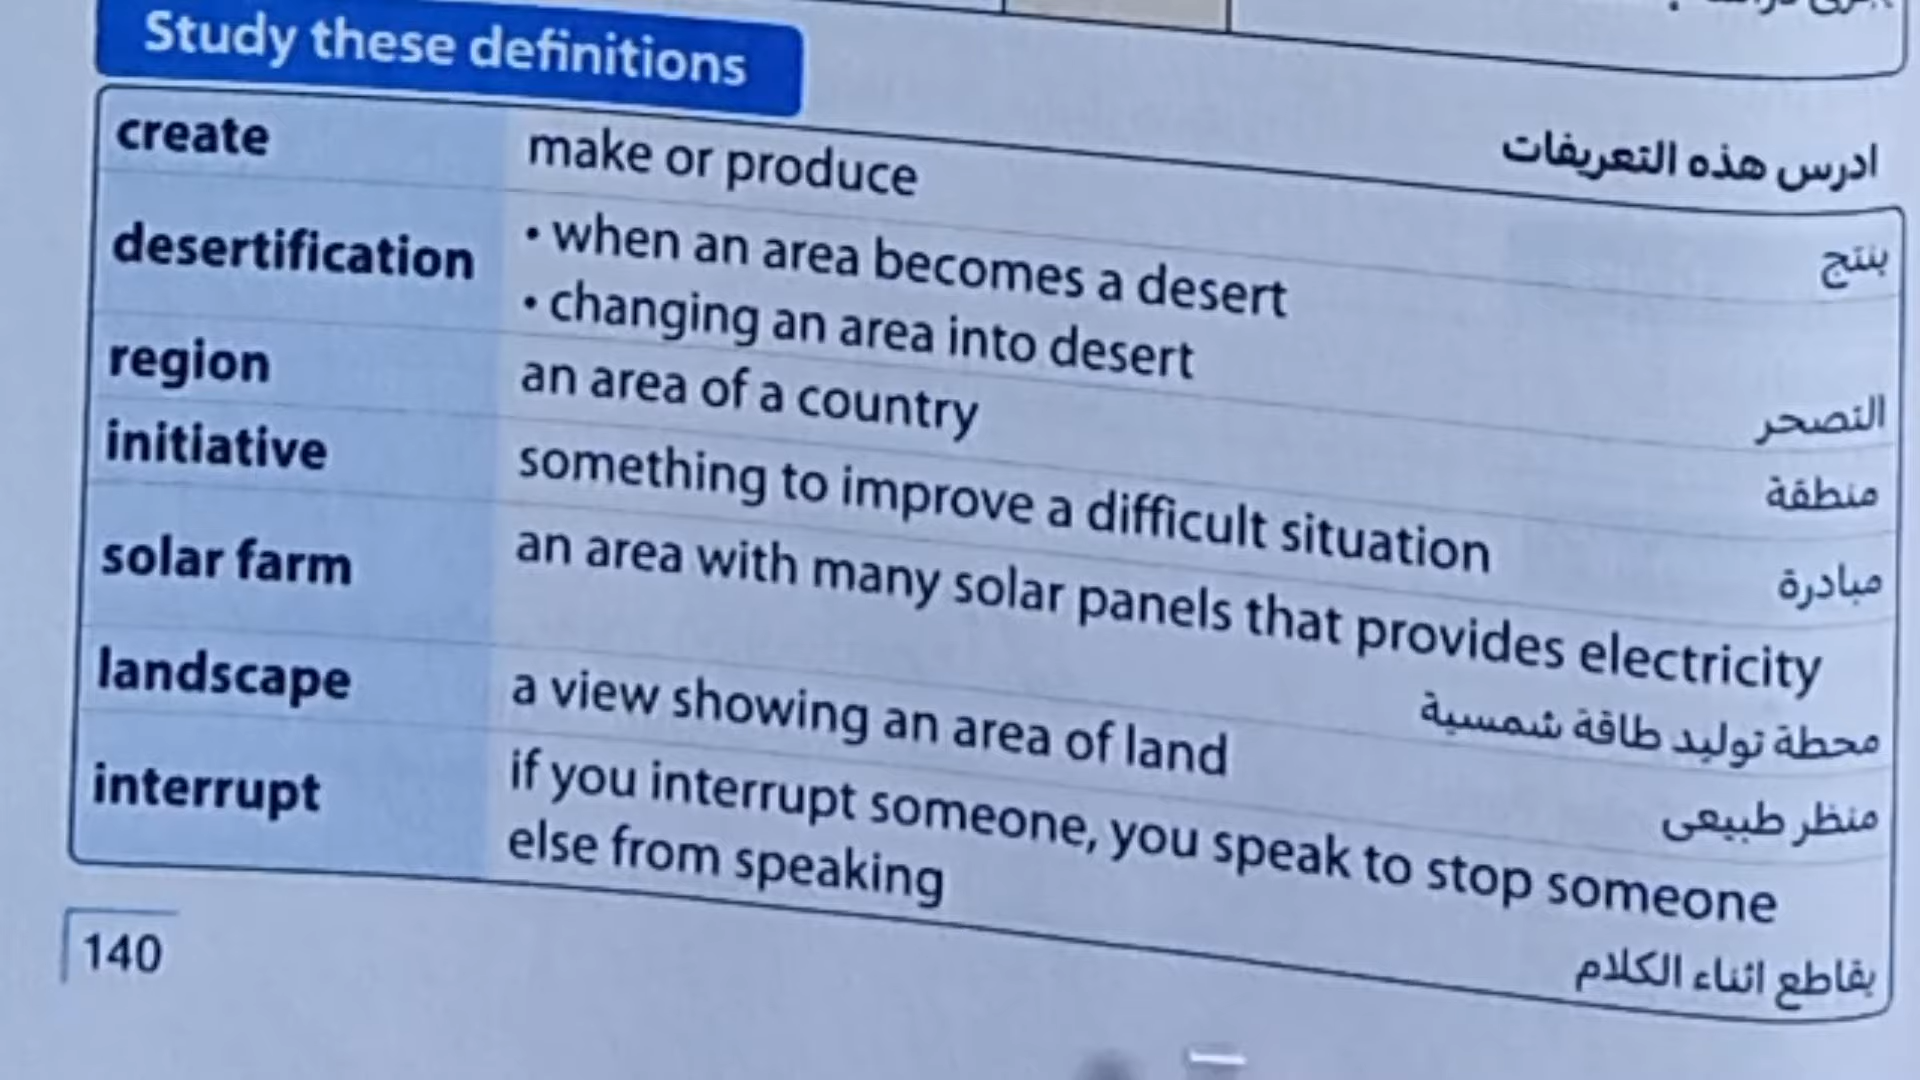 Study these definitions
ادرس هذه التعريفات
create make or produce ينتج
desertification • when an area becomes a desert
• changing an area into desert التصحر
region an area of a country منطقة
initiative something to improve a difficult situation مبادرة
solar farm an area with many solar panels that provides electricity
محطة توليد طاقة شمسية
landscape a view showing an area of land منظر طبيعى
interrupt if you interrupt someone, you speak to stop someone
else from speaking
يقاطع اثناء الكلام
140